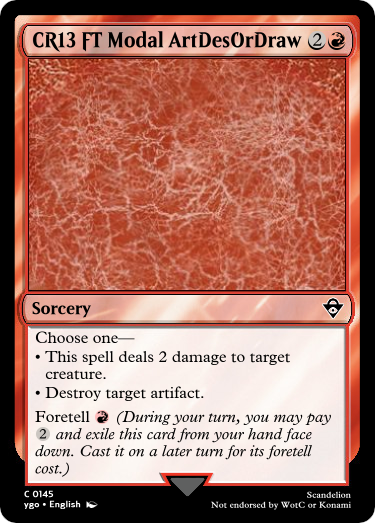 CR13 FT Modal ArtDesOrDraw 2
Sorcery
Choose one—
• This spell deals 2 damage to target
creature.
• Destroy target artifact.
Foretell (During your turn, you may pay
2 and exile this card from your hand face
down. Cast it on a later turn for its foretell
cost.)
C 0145
ygo • English
Scandelion
Not endorsed by WotC or Konami